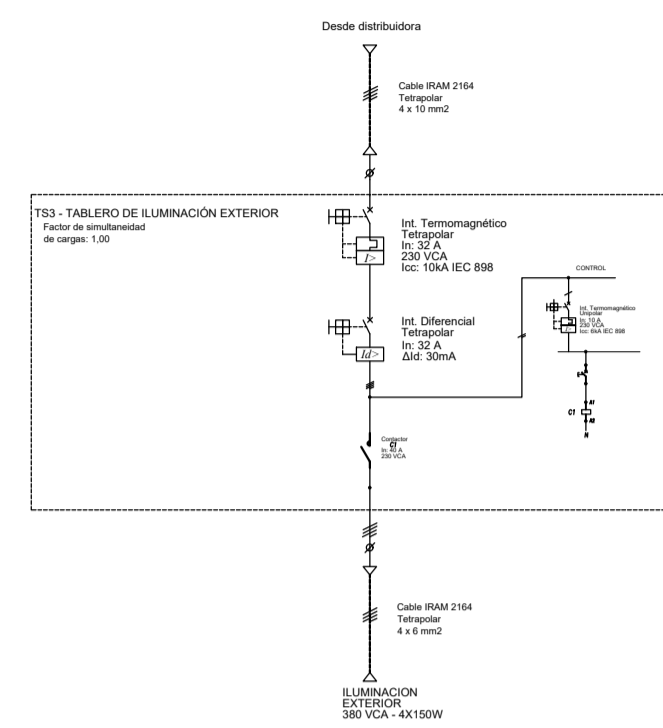 Desde distribuidora
Cable IRAM 2164
Tetrapolar
4 x 10 mm2
TS3 - TABLERO DE ILUMINACIÓN EXTERIOR
Factor de simultaneidad
de cargas: 1,00
Int. Termomagnético
Tetrapolar
In: 32 A
230 VCA
Icc: 10kA IEC 898
I>
CONTROL
Int. Termomagnético
Unipolar
In: 10 A
230 VCA
Icc: 6kA IEC 898
I>
Int. Diferencial
Tetrapolar
In: 32 A
ΔId: 30mA
Id>
A1
C1
A2
N
Contactor
C1
In: 40 A
230 VCA
Cable IRAM 2164
Tetrapolar
4 x 6 mm2
ILUMINACION
EXTERIOR
380 VCA - 4X150W